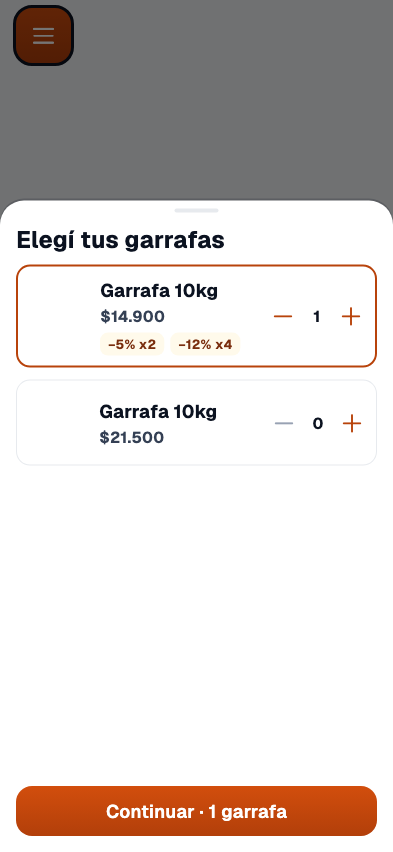 Elegí tus garrafas
Garrafa 10kg
$14.900
−5% x2 −12% x4
1
Garrafa 10kg
$21.500
0
Continuar · 1 garrafa